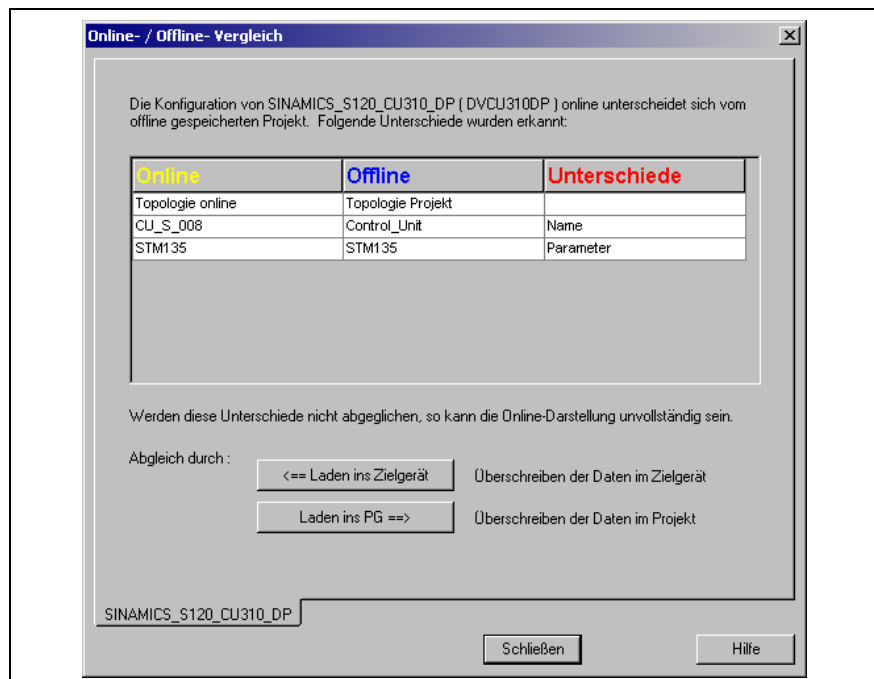 Online- / Offline- Vergleich
Die Konfiguration von SINAMICS_S120_CU310_DP ( DVCU310DP ) online unterscheidet sich vom
offline gespeicherten Projekt. Folgende Unterschiede wurden erkannt:
Online Offline Unterschiede
Topologie online Topologie Projekt
CU_S_008 Control_Unit Name
STM135 STM135 Parameter
Werden diese Unterschiede nicht abgeglichen, so kann die Online-Darstellung unvollständig sein.
Abgleich durch :
<== Laden ins Zielgerät Überschreiben der Daten im Zielgerät
Laden ins PG ==> Überschreiben der Daten im Projekt
SINAMICS_S120_CU310_DP
Schließen Hilfe